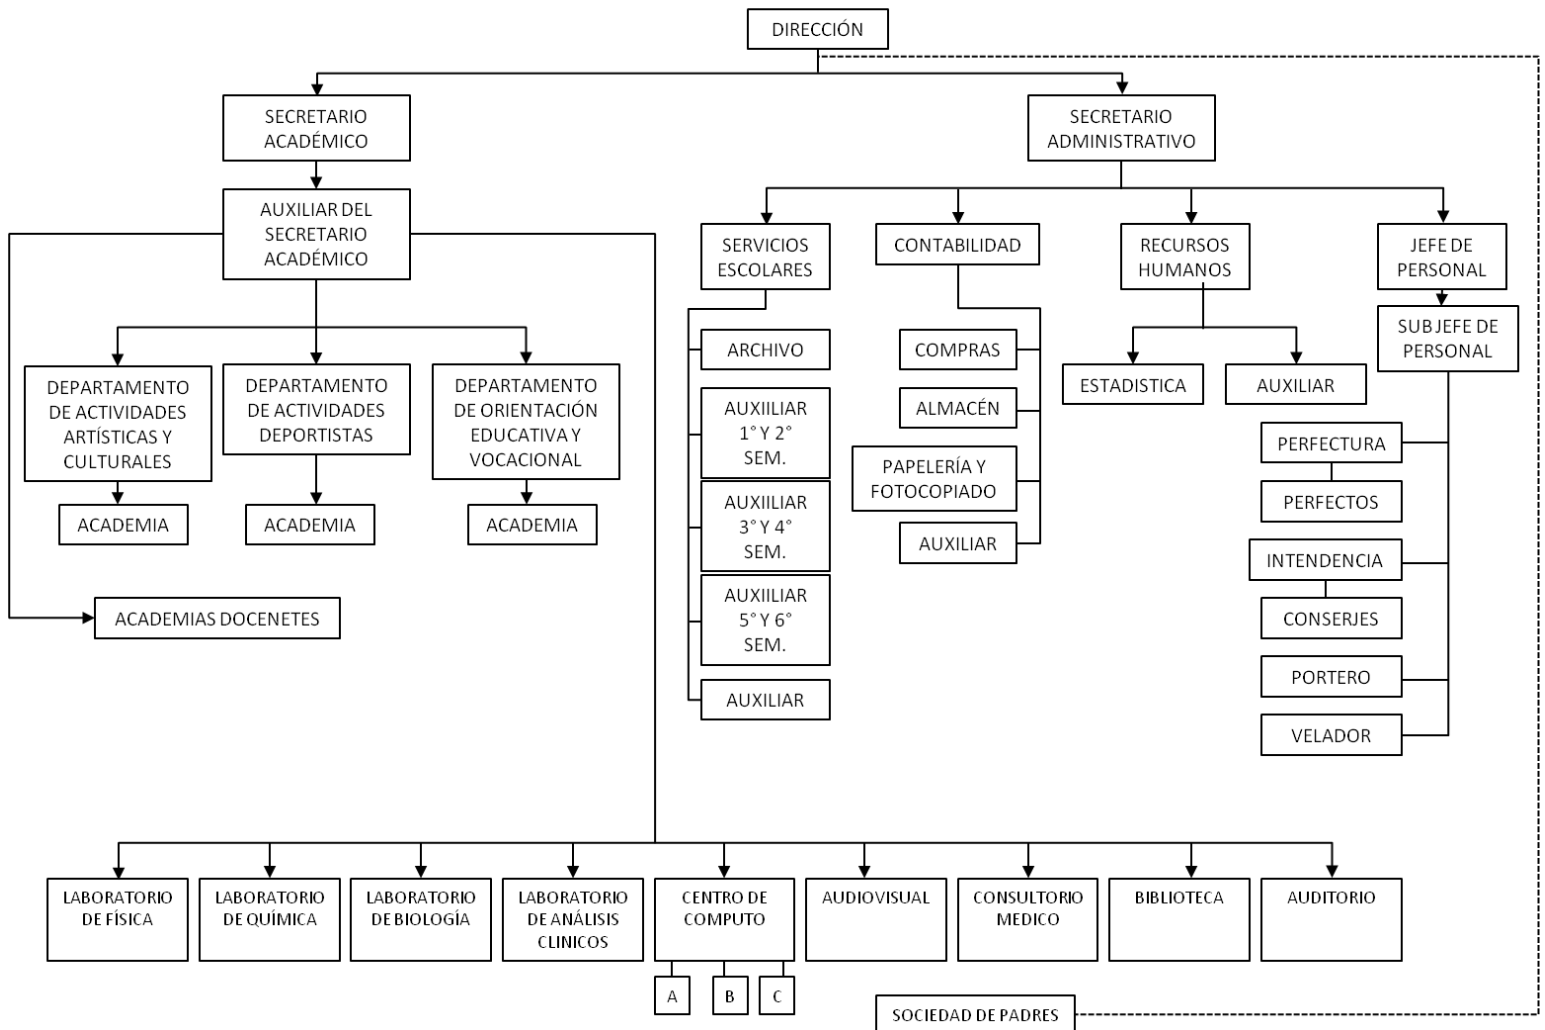 DIRECCIÓN
SECRETARIO
ACADÉMICO
SECRETARIO
ADMINISTRATIVO
AUXILIAR DEL
SECRETARIO
ACADÉMICO
SERVICIOS
ESCOLARES
CONTABILIDAD
RECURSOS
HUMANOS
JEFE DE
PERSONAL
SUBJEFE DE
PERSONAL
DEPARTAMENTO
DE ACTIVIDADES
ARTÍSTICAS Y
CULTURALES
DEPARTAMENTO
DE ACTIVIDADES
DEPORTISTAS
DEPARTAMENTO
DE ORIENTACIÓN
EDUCATIVA Y
VOCACIONAL
ACADEMIA
ACADEMIA
ACADEMIA
ACADEMIAS DOCENETES
ARCHIVO
AUXIILIAR
1° Y 2°
SEM.
AUXIILIAR
3° Y 4°
SEM.
AUXIILIAR
5° Y 6°
SEM.
AUXILIAR
COMPRAS
ALMACÉN
PAPELERÍA Y
FOTOCOPIADO
AUXILIAR
ESTADISTICA
AUXILIAR
PERFECTURA
PERFECTOS
INTENDENCIA
CONSERJES
PORTERO
VELADOR
LABORATORIO
DE FÍSICA
LABORATORIO
DE QUÍMICA
LABORATORIO
DE BIOLOGÍA
LABORATORIO
DE ANÁLISIS
CLINICOS
CENTRO DE
COMPUTO
AUDIOVISUAL
CONSULTORIO
MEDICO
BIBLIOTECA
AUDITORIO
A
B
C
SOCIEDAD DE PADRES